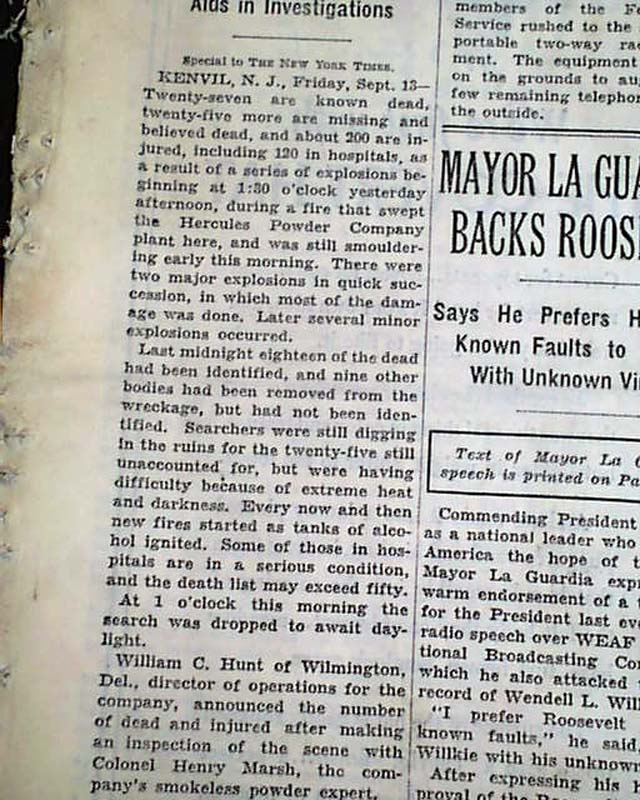 Aids in Investigations
Special to THE NEW YORK TIMES.
KENVIL, N. J., Friday, Sept. 13—
Twenty-seven are known dead,
twenty-five more are missing and
believed dead, and about 200 are in-
jured, including 120 in hospitals, as
a result of a series of explosions be-
ginning at 1:30 o'clock yesterday
afternoon, during a fire that swept
the Hercules Powder Company
plant here, and was still smoulder-
ing early this morning. There were
two major explosions in quick suc-
cession, in which most of the dam-
age was done. Later several minor
explosions occurred.
Last midnight eighteen of the dead
had been identified, and nine other
bodies had been removed from the
wreckage, but had not been iden-
tified. Searchers were still digging
in the ruins for the twenty-five still
unaccounted for, but were having
difficulty because of extreme heat
and darkness. Every now and then
new fires started as tanks of alco-
hol ignited. Some of those in hos-
pitals are in a serious condition,
and the death list may exceed fifty.
At 1 o'clock this morning the
search was dropped to await day-
light.
William C. Hunt of Wilmington,
Del., director of operations for the
company, announced the number
of dead and injured after making
an inspection of the scene with
Colonel Henry Marsh, the com-
pany's smokeless powder expert.
members of the Fe
Service rushed to the
portable two-way rad
ment. The equipment
on the grounds to au
few remaining telephon
the outside.
MAYOR LA GUA
BACKS ROOS
Says He Prefers H
Known Faults to
With Unknown Vi
Text of Mayor La G
speech is printed on Pa
Commending President
as a national leader who
America the hope of t
Mayor La Guardia expr
warm endorsement of a t
for the President last eve
radio speech over WEAF
tional Broadcasting Com
which he also attacked
record of Wendell L. Will
"I prefer Roosevelt
known faults," he said,
Willkie with his unknown
After expressing his
proval of the